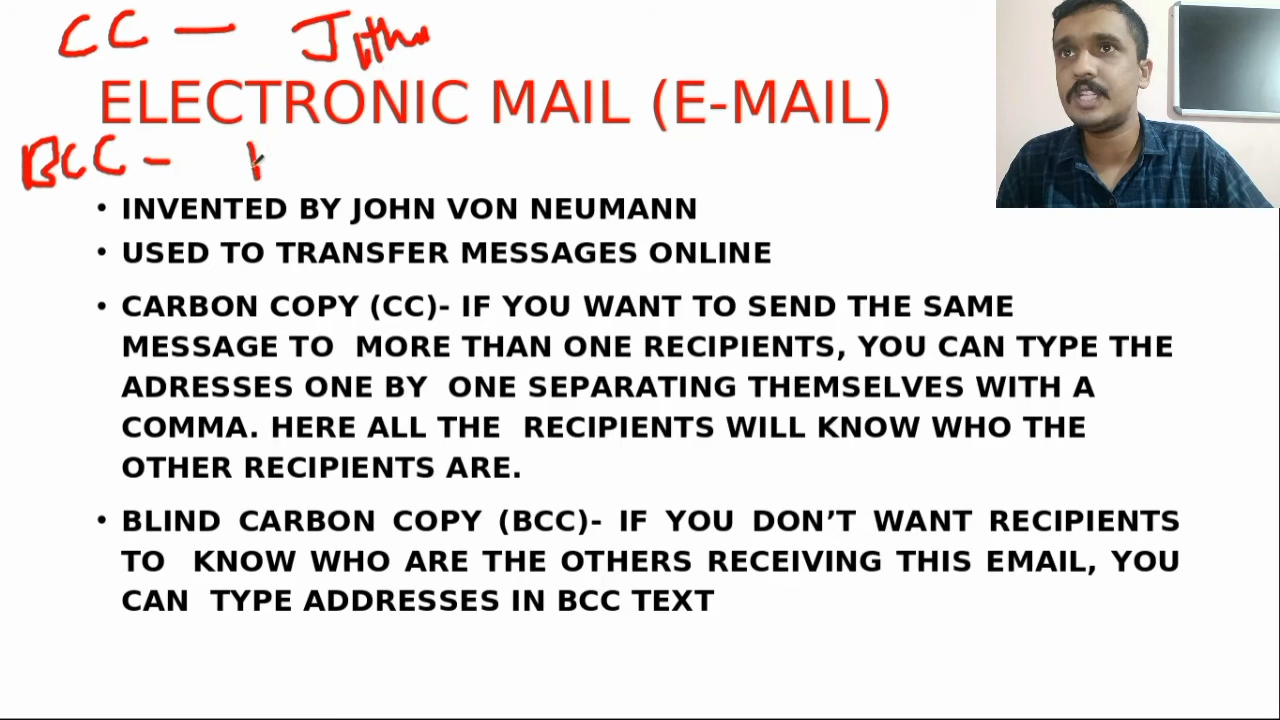 CC -
ELECTRONIC MAIL (E-MAIL)
BCC -
• INVENTED BY JOHN VON NEUMANN
• USED TO TRANSFER MESSAGES ONLINE
• CARBON COPY (CC)- IF YOU WANT TO SEND THE SAME
MESSAGE TO MORE THAN ONE RECIPIENTS, YOU CAN TYPE THE
ADRESSES ONE BY ONE SEPARATING THEMSELVES WITH A
COMMA. HERE ALL THE RECIPIENTS WILL KNOW WHO THE
OTHER RECIPIENTS ARE.
• BLIND CARBON COPY (BCC)- IF YOU DON’T WANT RECIPIENTS
TO KNOW WHO ARE THE OTHERS RECEIVING THIS EMAIL, YOU
CAN TYPE ADDRESSES IN BCC TEXT